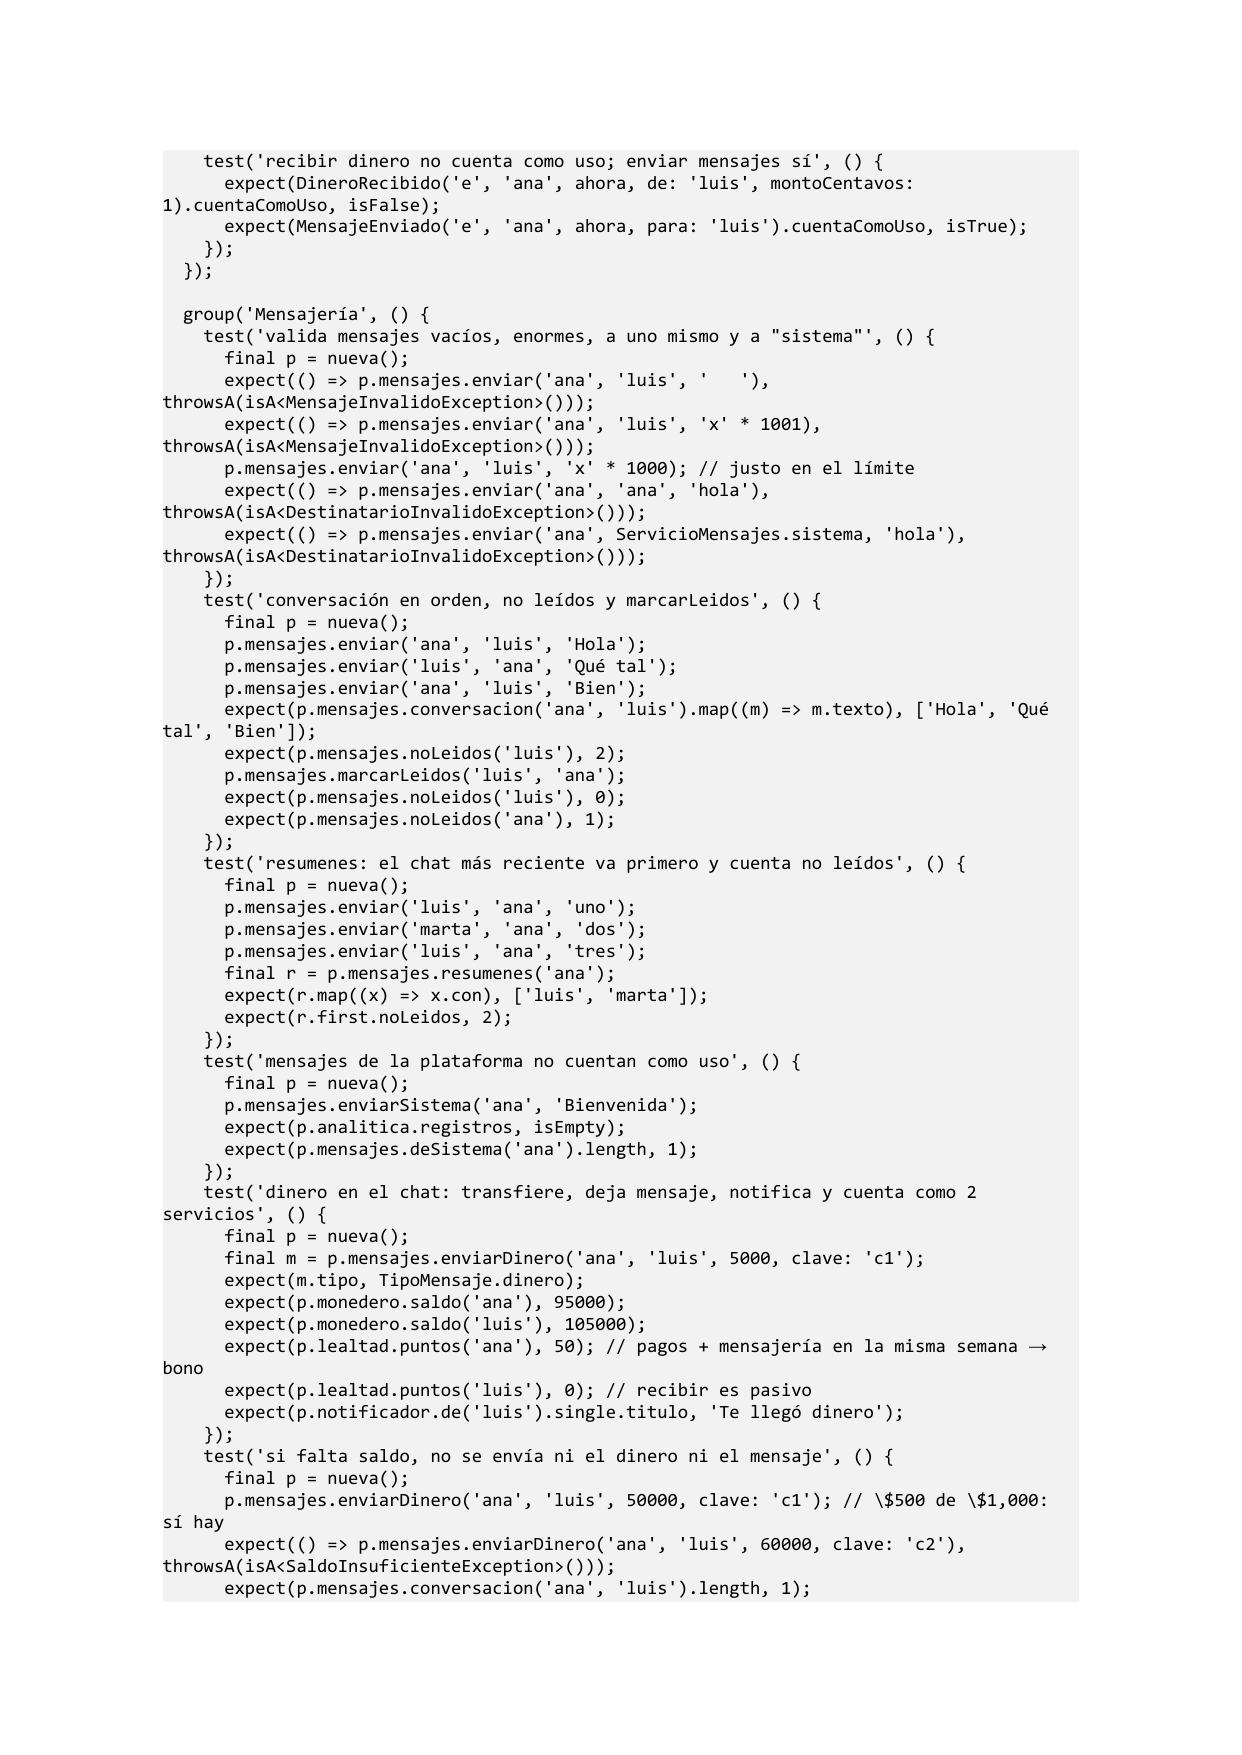 test('recibir dinero no cuenta como uso; enviar mensajes sí', () {
      expect(DineroRecibido('e', 'ana', ahora, de: 'luis', montoCentavos:
1).cuentaComoUso, isFalse);
      expect(MensajeEnviado('e', 'ana', ahora, para: 'luis').cuentaComoUso, isTrue);
    });
  });

  group('Mensajería', () {
    test('valida mensajes vacíos, enormes, a uno mismo y a "sistema"', () {
      final p = nueva();
      expect(() => p.mensajes.enviar('ana', 'luis', '   '),
throwsA(isA<MensajeInvalidoException>()));
      expect(() => p.mensajes.enviar('ana', 'luis', 'x' * 1001),
throwsA(isA<MensajeInvalidoException>()));
      p.mensajes.enviar('ana', 'luis', 'x' * 1000); // justo en el límite
      expect(() => p.mensajes.enviar('ana', 'ana', 'hola'),
throwsA(isA<DestinatarioInvalidoException>()));
      expect(() => p.mensajes.enviar('ana', ServicioMensajes.sistema, 'hola'),
throwsA(isA<DestinatarioInvalidoException>()));
    });
    test('conversación en orden, no leídos y marcarLeidos', () {
      final p = nueva();
      p.mensajes.enviar('ana', 'luis', 'Hola');
      p.mensajes.enviar('luis', 'ana', 'Qué tal');
      p.mensajes.enviar('ana', 'luis', 'Bien');
      expect(p.mensajes.conversacion('ana', 'luis').map((m) => m.texto), ['Hola', 'Qué
tal', 'Bien']);
      expect(p.mensajes.noLeidos('luis'), 2);
      p.mensajes.marcarLeidos('luis', 'ana');
      expect(p.mensajes.noLeidos('luis'), 0);
      expect(p.mensajes.noLeidos('ana'), 1);
    });
    test('resumenes: el chat más reciente va primero y cuenta no leídos', () {
      final p = nueva();
      p.mensajes.enviar('luis', 'ana', 'uno');
      p.mensajes.enviar('marta', 'ana', 'dos');
      p.mensajes.enviar('luis', 'ana', 'tres');
      final r = p.mensajes.resumenes('ana');
      expect(r.map((x) => x.con), ['luis', 'marta']);
      expect(r.first.noLeidos, 2);
    });
    test('mensajes de la plataforma no cuentan como uso', () {
      final p = nueva();
      p.mensajes.enviarSistema('ana', 'Bienvenida');
      expect(p.analitica.registros, isEmpty);
      expect(p.mensajes.deSistema('ana').length, 1);
    });
    test('dinero en el chat: transfiere, deja mensaje, notifica y cuenta como 2
servicios', () {
      final p = nueva();
      final m = p.mensajes.enviarDinero('ana', 'luis', 5000, clave: 'c1');
      expect(m.tipo, TipoMensaje.dinero);
      expect(p.monedero.saldo('ana'), 95000);
      expect(p.monedero.saldo('luis'), 105000);
      expect(p.lealtad.puntos('ana'), 50); // pagos + mensajería en la misma semana →
bono
      expect(p.lealtad.puntos('luis'), 0); // recibir es pasivo
      expect(p.notificador.de('luis').single.titulo, 'Te llegó dinero');
    });
    test('si falta saldo, no se envía ni el dinero ni el mensaje', () {
      final p = nueva();
      p.mensajes.enviarDinero('ana', 'luis', 50000, clave: 'c1'); // \$500 de \$1,000:
sí hay
      expect(() => p.mensajes.enviarDinero('ana', 'luis', 60000, clave: 'c2'),
throwsA(isA<SaldoInsuficienteException>()));
      expect(p.mensajes.conversacion('ana', 'luis').length, 1);